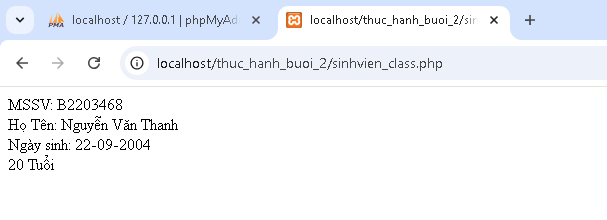 localhost / 127.0.0.1 | phpMyAd
localhost/thuc_hanh_buoi_2/sin
localhost/thuc_hanh_buoi_2/sinhvien_class.php
MSSV: B2203468
Họ Tên: Nguyễn Văn Thanh
Ngày sinh: 22-09-2004
20 Tuổi